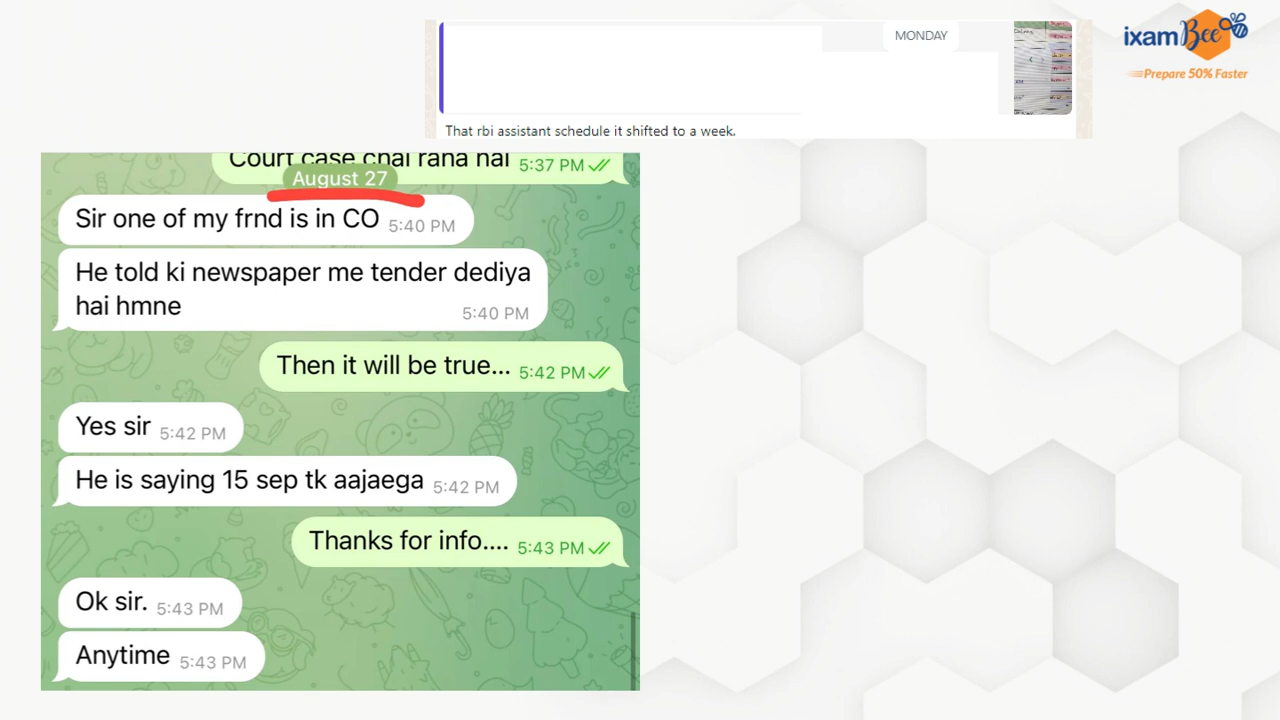 MONDAY
That rbi assistant schedule it shifted to a week.
ixamBee
Prepare 50% Faster
Court case chal raha hai 5:37 PM
August 27
Sir one of my frnd is in CO 5:40 PM
He told ki newspaper me tender dediya
hai hmne 5:40 PM
Then it will be true... 5:42 PM
Yes sir 5:42 PM
He is saying 15 sep tk aajaega 5:42 PM
Thanks for info.... 5:43 PM
Ok sir. 5:43 PM
Anytime 5:43 PM